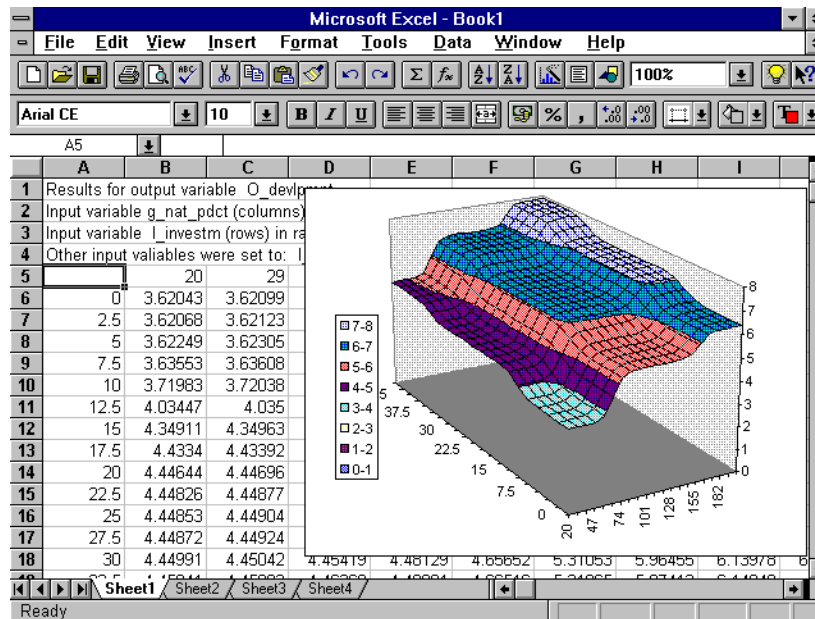 Microsoft Excel - Book1
File Edit View Insert Format Tools Data Window Help
ABC Σ fx A Z Z A 100% ?
Arial CE 10 B I U a % , .0 .00 .00 .0 T
A5
A B C D E F G H I
1 Results for output variable O_devlpmnt
2 Input variable g_nat_pdct (columns)
3 Input variable I_investm (rows) in ra
4 Other input valiables were set to: I_
5 20 29
6 0 3.62043 3.62099
7 2.5 3.62068 3.62123
8 5 3.62249 3.62305
9 7.5 3.63553 3.63608
10 10 3.71983 3.72038
11 12.5 4.03447 4.035
12 15 4.34911 4.34963
13 17.5 4.4334 4.43392
14 20 4.44644 4.44696
15 22.5 4.44826 4.44877
16 25 4.44853 4.44904
17 27.5 4.44872 4.44924
18 30 4.44991 4.45042 4.45419 4.48129 4.65652 5.31053 5.96455 6.13978 6
7-8
6-7
5-6
4-5
3-4
2-3
1-2
0-1
8
7
6
5
4
3
2
1
0
5
37.5
30
22.5
15
7.5
0
20 47 74 101 128 155 182
Sheet1 Sheet2 Sheet3 Sheet4
Ready